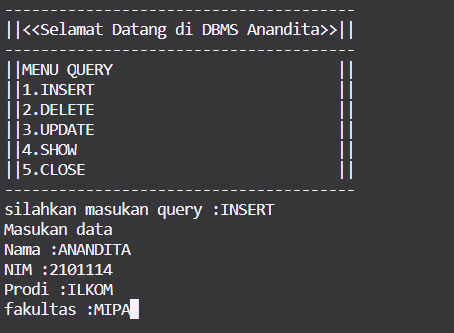 ---------------------------------------
||<<Selamat Datang di DBMS Anandita>>||
---------------------------------------
||MENU QUERY                         ||
||1.INSERT                           ||
||2.DELETE                           ||
||3.UPDATE                           ||
||4.SHOW                             ||
||5.CLOSE                            ||
---------------------------------------
silahkan masukan query :INSERT
Masukan data
Nama :ANANDITA
NIM :2101114
Prodi :ILKOM
fakultas :MIPA